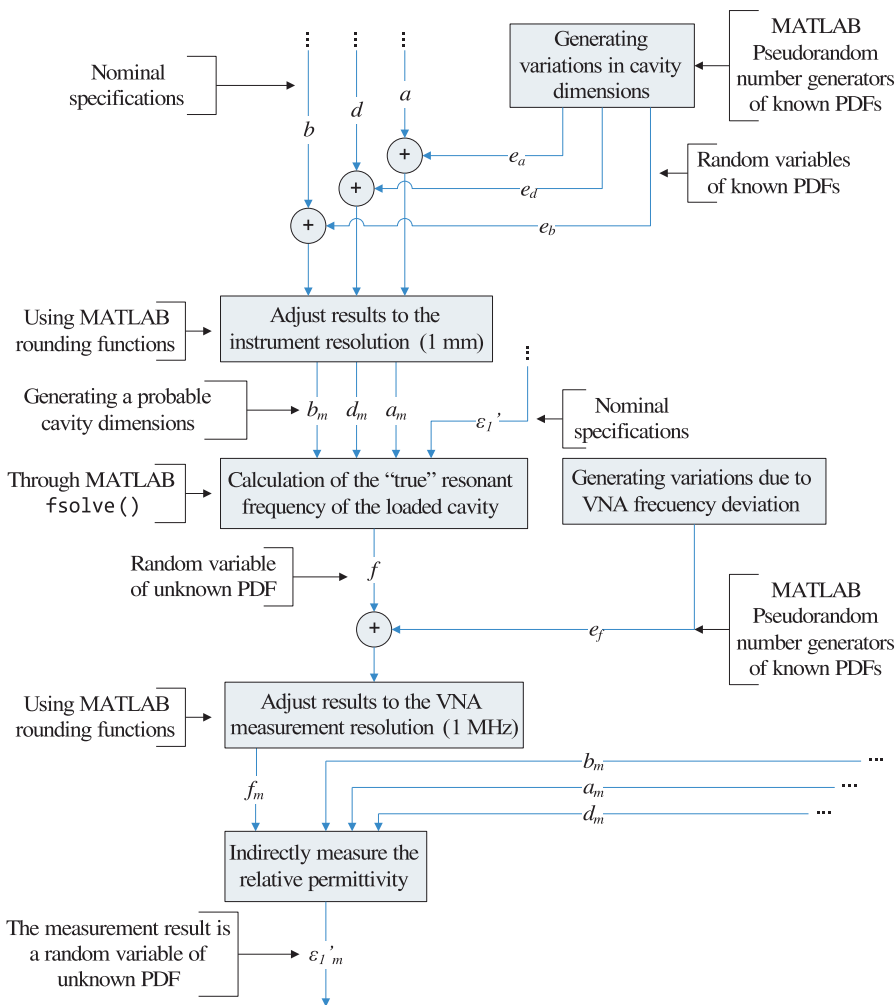 Nominal
specifications
b
d
a
Generating
variations in cavity
dimensions
MATLAB
Pseudorandom
number generators
of known PDFs
+
e_a
+
e_d
+
e_b
Random variables
of known PDFs
Using MATLAB
rounding functions
Adjust results to the
instrument resolution (1 mm)
Generating a probable
cavity dimensions
b_m
d_m
a_m
ε_1'
Nominal
specifications
Through MATLAB
fsolve()
Calculation of the “true” resonant
frequency of the loaded cavity
Generating variations due to
VNA frecuency deviation
Random variable
of unknown PDF
f
+
e_f
MATLAB
Pseudorandom
number generators
of known PDFs
Using MATLAB
rounding functions
Adjust results to the VNA
measurement resolution (1 MHz)
f_m
b_m
a_m
d_m
Indirectly measure the
relative permittivity
The measurement result is
a random variable of
unknown PDF
ε_1'_m